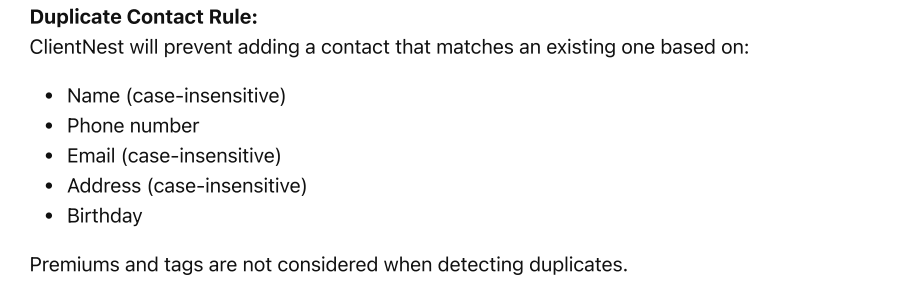 Duplicate Contact Rule:
ClientNest will prevent adding a contact that matches an existing one based on:
• Name (case-insensitive)
• Phone number
• Email (case-insensitive)
• Address (case-insensitive)
• Birthday
Premiums and tags are not considered when detecting duplicates.